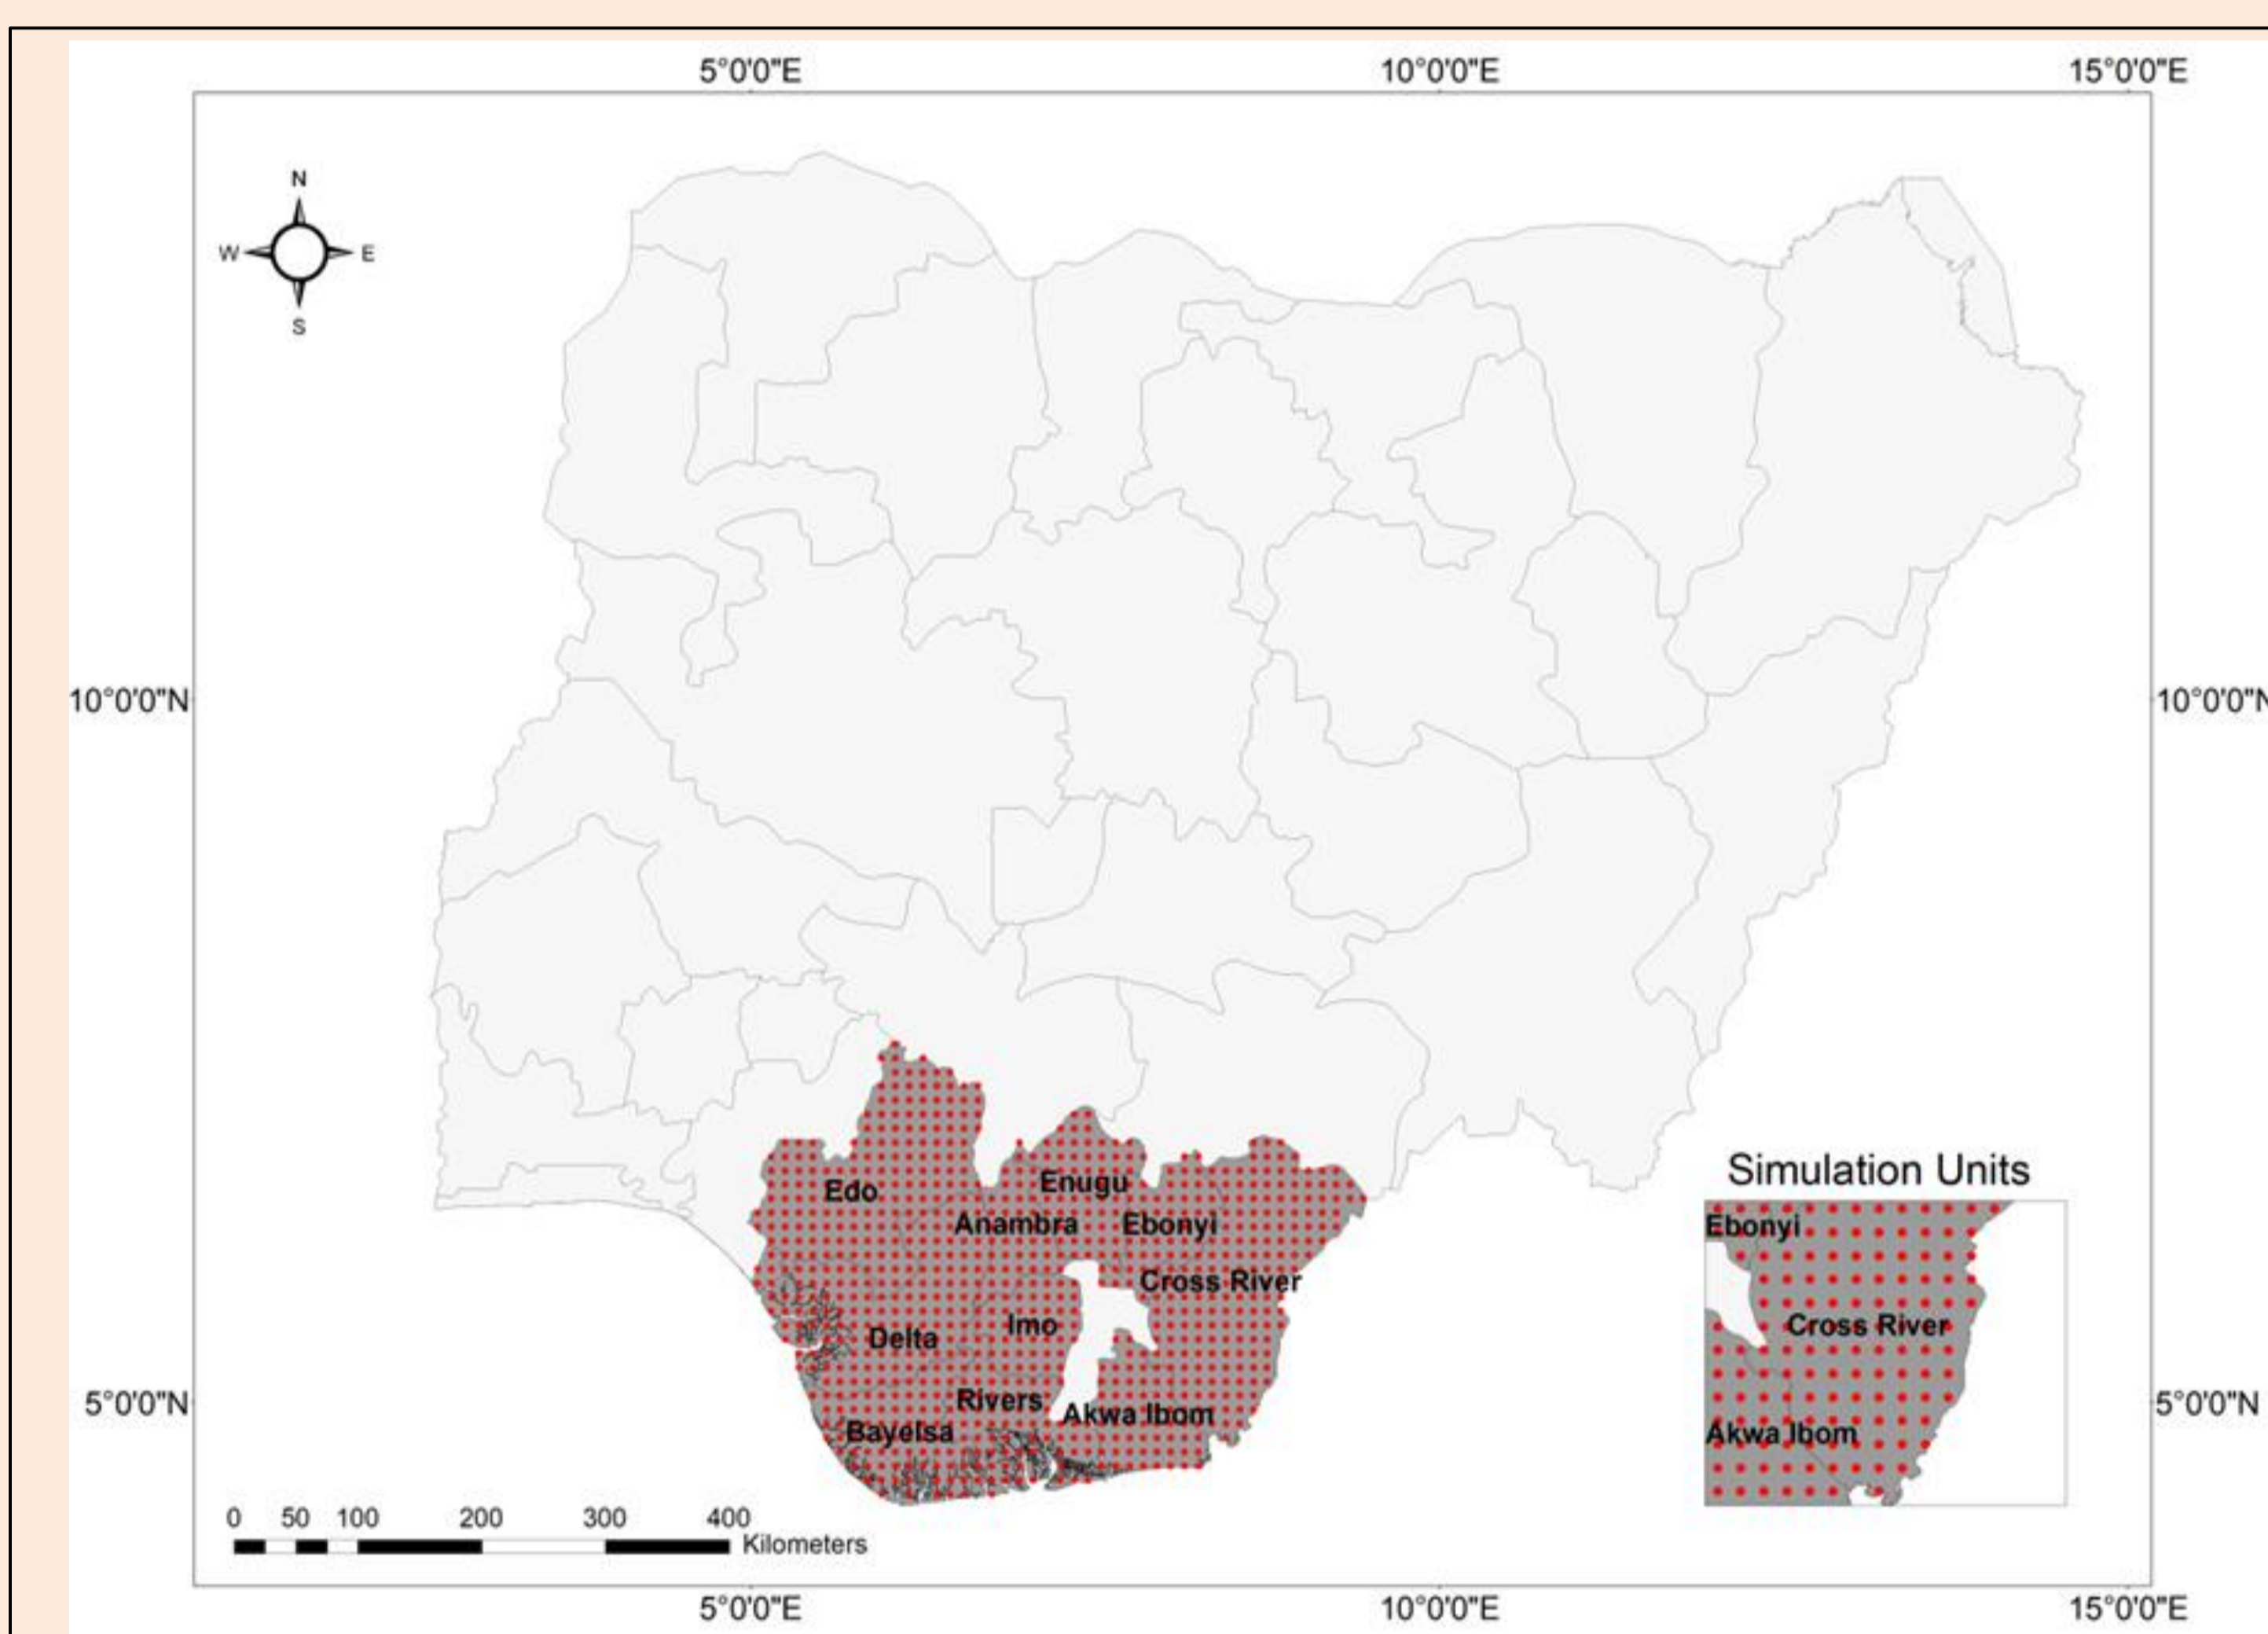 5°0'0"E 10°0'0"E 15°0'0"E
N
W E
S
10°0'0"N 10°0'0"N
Simulation Units
Edo
Enugu
Anambra Ebonyi
Cross River
Imo
Delta
Rivers
Akwa Ibom
Bayelsa
Ebonyi
Cross River
Akwa Ibom
5°0'0"N 5°0'0"N
0 50 100 200 300 400
Kilometers
5°0'0"E 10°0'0"E 15°0'0"E